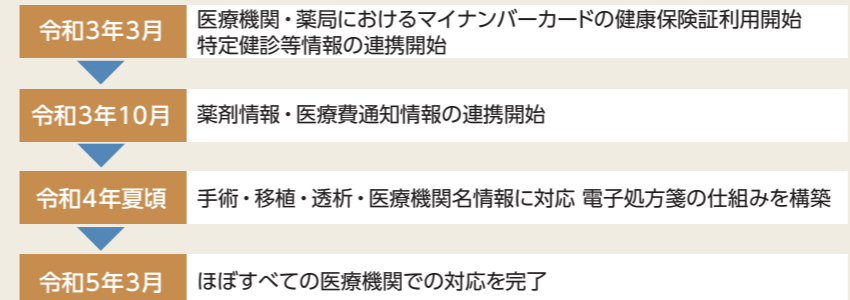 令和3年3月
医療機関・薬局におけるマイナンバーカードの健康保険証利用開始
特定健診等情報の連携開始
令和3年10月
薬剤情報・医療費通知情報の連携開始
令和4年夏頃
手術・移植・透析・医療機関名情報に対応 電子処方箋の仕組みを構築
令和5年3月
ほぼすべての医療機関での対応を完了